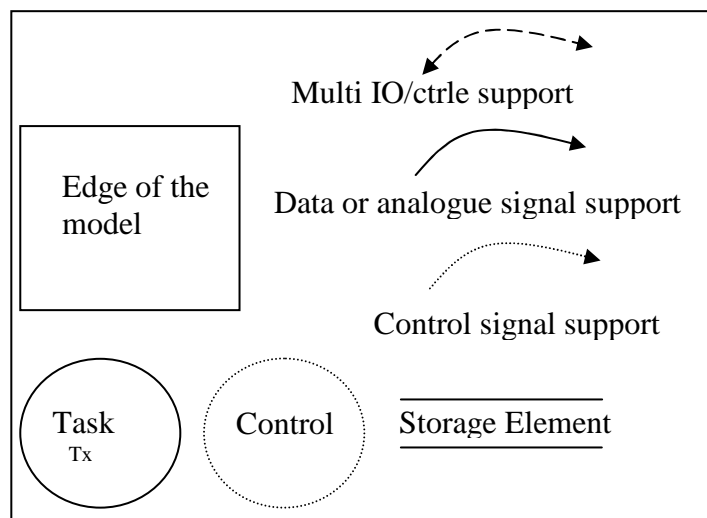 Multi IO/ctrle support
Edge of the
model
Data or analogue signal support
Control signal support
Task
Tx
Control
Storage Element